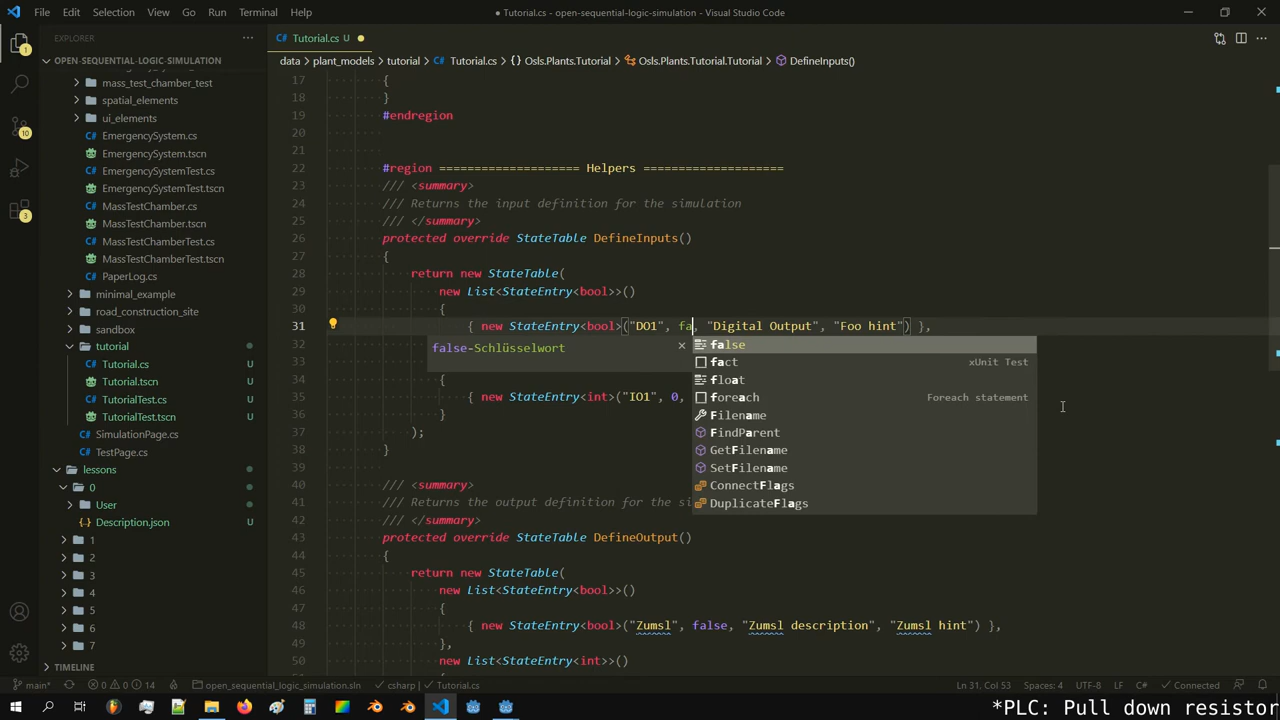 File Edit Selection View Go Run Terminal Help
● Tutorial.cs - open-sequential-logic-simulation - Visual Studio Code
EXPLORER ···
OPEN-SEQUENTIAL-LOGIC-SIMULATION
mass_test_chamber_test
spatial_elements
ui_elements
C# EmergencySystem.cs
EmergencySystem.tscn
C# EmergencySystemTest.cs
EmergencySystemTest.tscn
C# MassTestChamber.cs
MassTestChamber.tscn
C# MassTestChamberTest.cs
MassTestChamberTest.tscn
C# PaperLog.cs
minimal_example
road_construction_site
sandbox
tutorial
C# Tutorial.cs U
Tutorial.tscn U
C# TutorialTest.cs U
TutorialTest.tscn U
C# SimulationPage.cs
C# TestPage.cs
lessons
0
User
{..} Description.json U
1
2
3
4
5
6
7
TIMELINE
1
10
3
C# Tutorial.cs U ●
data > plant_models > tutorial > C# Tutorial.cs > {} Osls.Plants.Tutorial > Osls.Plants.Tutorial.Tutorial > DefineInputs()
17 {
18 }
19 #endregion
20
21
22 #region ==================== Helpers ====================
23 /// <summary>
24 /// Returns the input definition for the simulation
25 /// </summary>
26 protected override StateTable DefineInputs()
27 {
28 return new StateTable(
29 new List<StateEntry<bool>>()
30 {
31 { new StateEntry<bool>("DO1", fa, "Digital Output", "Foo hint") },
32
false-Schlüsselwort ×
false
fact xUnit Test
float
foreach Foreach statement
Filename
FindParent
GetFilename
SetFilename
ConnectFlags
DuplicateFlags
33
34 {
35 { new StateEntry<int>("IO1", 0,
36 }
37 );
38 }
39
40 /// <summary>
41 /// Returns the output definition for the si
42 /// </summary>
43 protected override StateTable DefineOutput()
44 {
45 return new StateTable(
46 new List<StateEntry<bool>>()
47 {
48 { new StateEntry<bool>("Zumsl", false, "Zumsl description", "Zumsl hint") },
49 },
50 new List<StateEntry<int>>()
main* 0 0 14 open_sequential_logic_simulation.sln csharp Tutorial.cs Ln 31, Col 53 Spaces: 4 UTF-8 LF C# Connected
*PLC: Pull down resistor